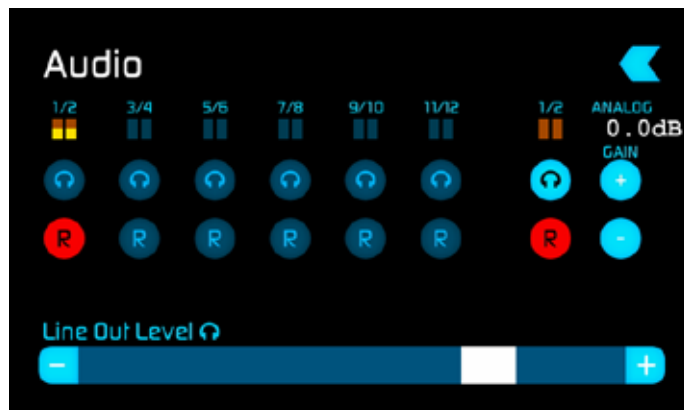 Audio
1/2 3/4 5/6 7/8 9/10 11/12 1/2 ANALOG
0.0dB
GAIN
+
R R R R R R R -
Line Out Level
- +